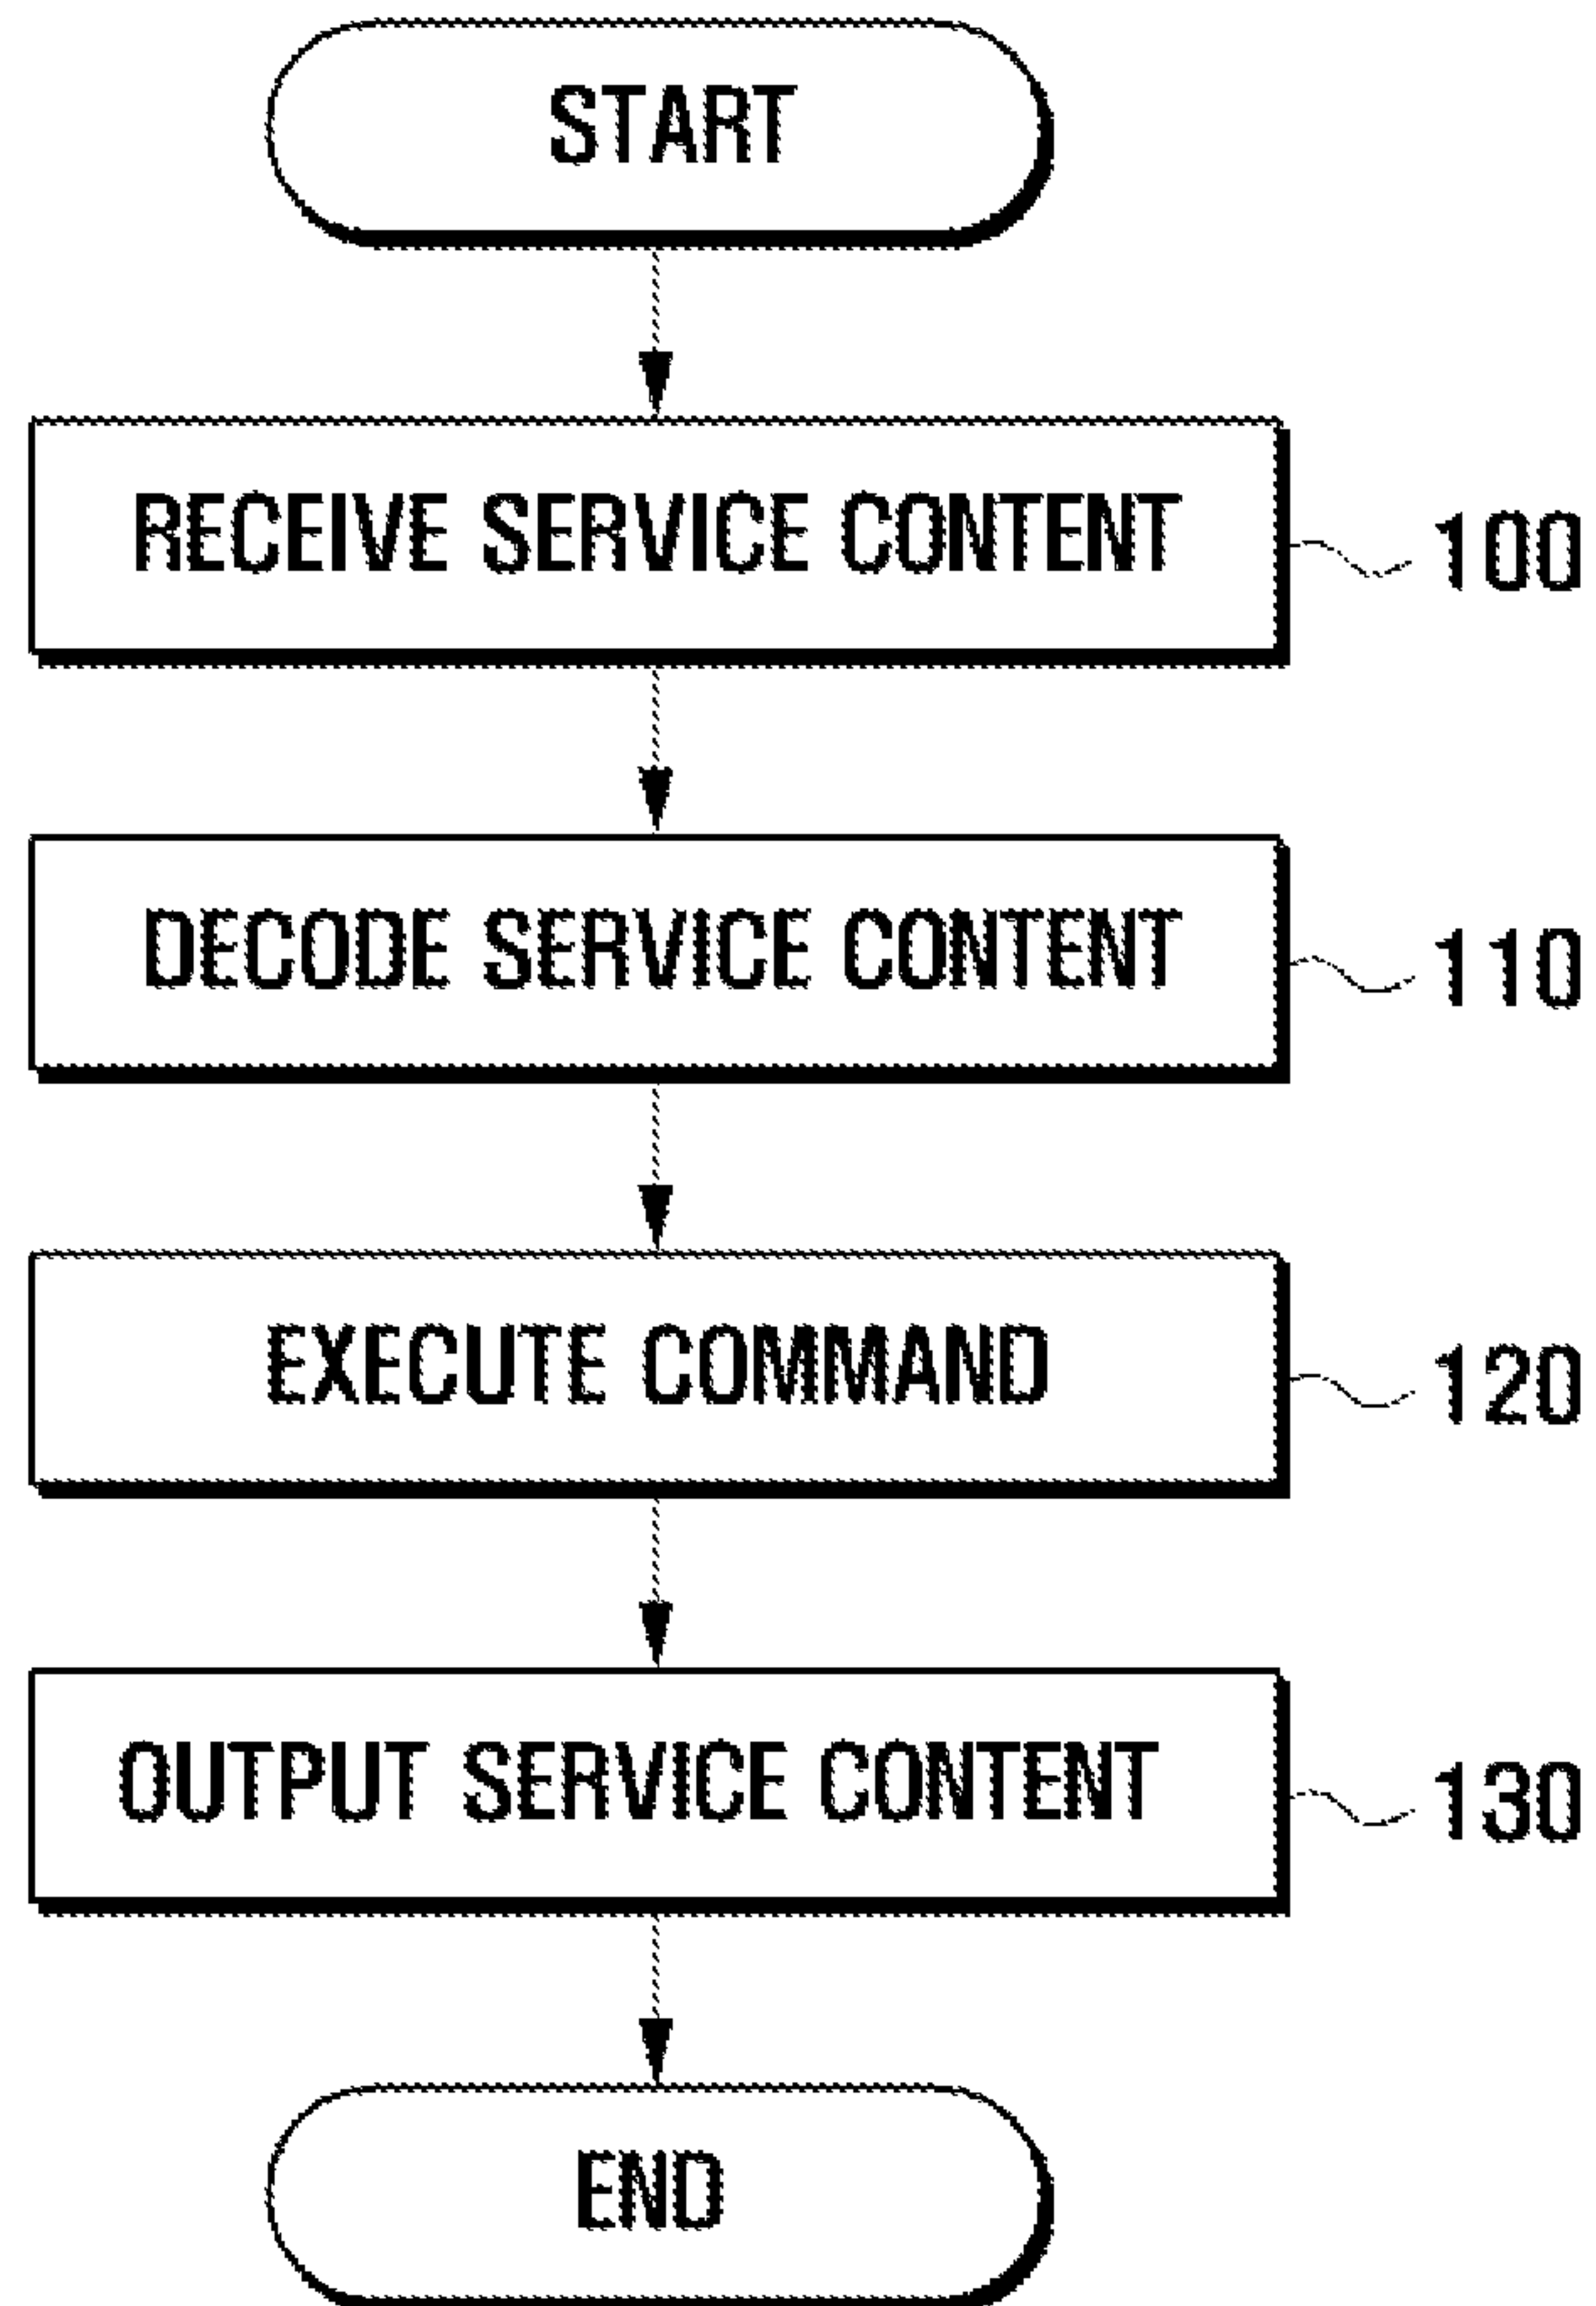 START
RECEIVE SERVICE CONTENT
100
DECODE SERVICE CONTENT
110
EXECUTE COMMAND
120
OUTPUT SERVICE CONTENT
130
END